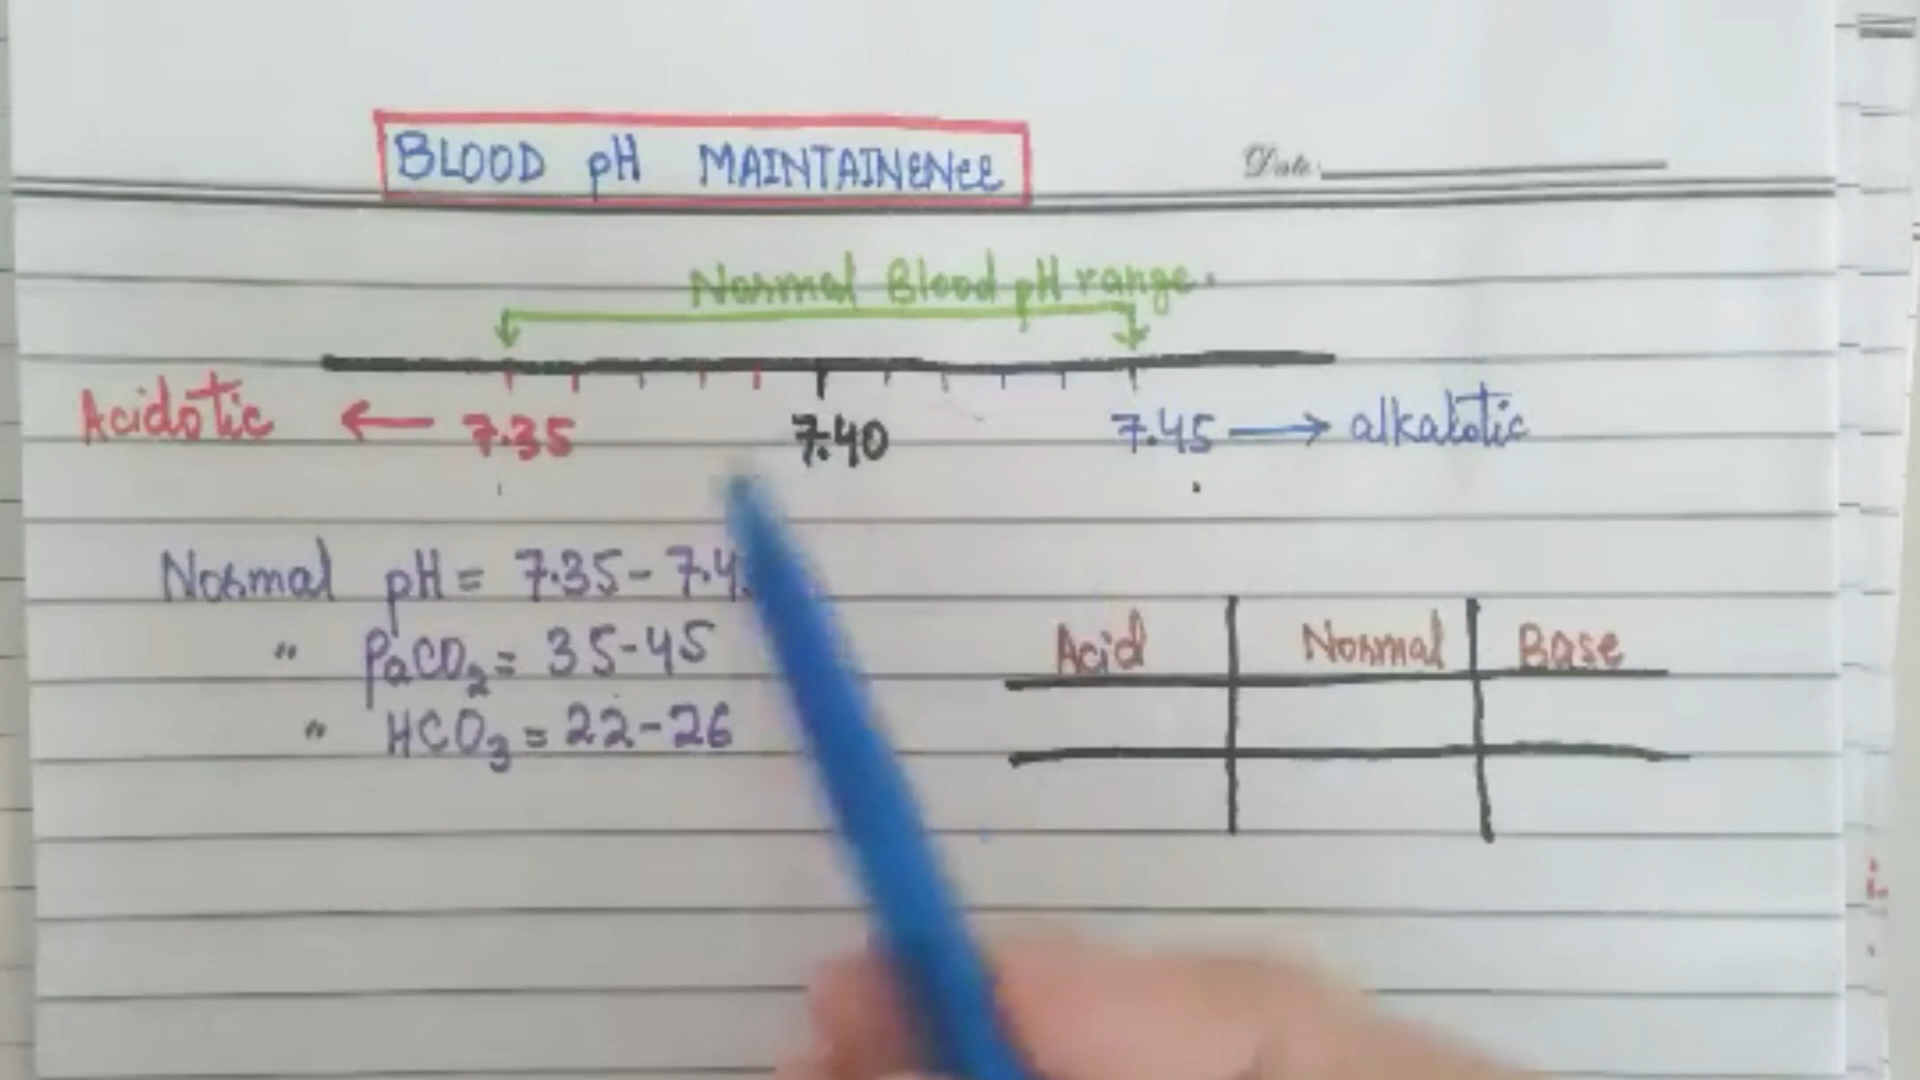 BLOOD pH MAINTAINENCE
Date:
Normal Blood pH range.
Acidotic ← 7.35 7.40 7.45 → alkalotic
Normal pH = 7.35 - 7.4
" PaCO₂ = 35-45
" HCO₃ = 22-26
Acid Normal Base